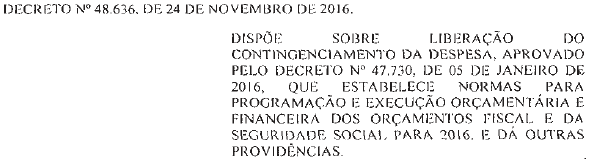 DECRETO Nº 48.636, DE 24 DE NOVEMBRO DE 2016.
DISPÕE SOBRE LIBERAÇÃO DO
CONTINGENCIAMENTO DA DESPESA, APROVADO
PELO DECRETO Nº 47.730, DE 05 DE JANEIRO DE
2016, QUE ESTABELECE NORMAS PARA
PROGRAMAÇÃO E EXECUÇÃO ORÇAMENTÁRIA E
FINANCEIRA DOS ORÇAMENTOS FISCAL E DA
SEGURIDADE SOCIAL PARA 2016, E DÁ OUTRAS
PROVIDÊNCIAS.